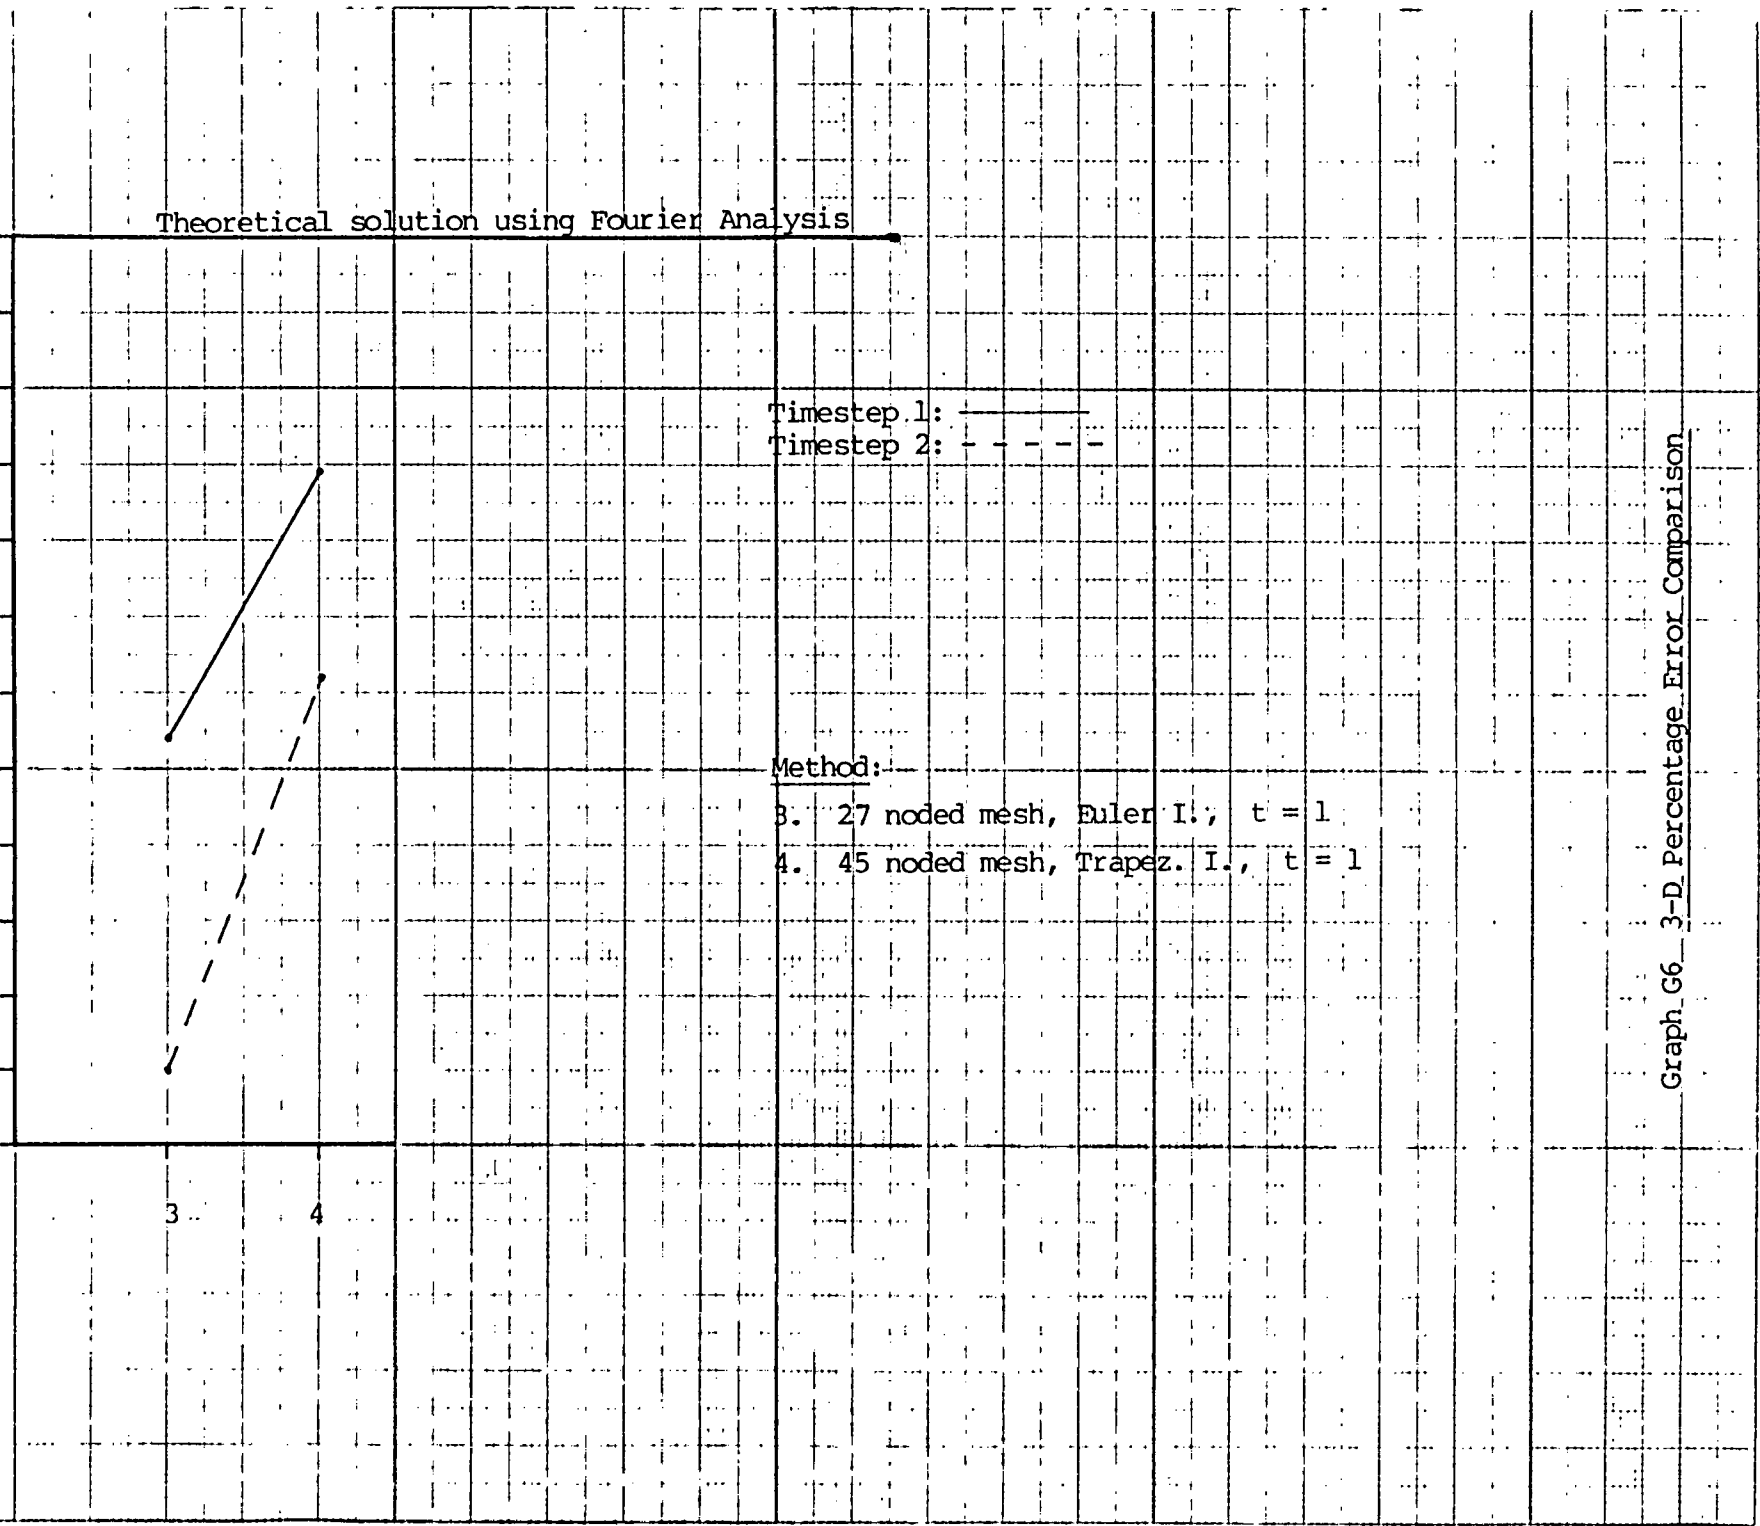 Theoretical solution using Fourier Analysis
Timestep 1:
Timestep 2:
Method:
3. 27 noded mesh, Euler I., t = 1
4. 45 noded mesh, Trapez. I., t = 1
3 4
Graph G6 3-D Percentage Error Comparison